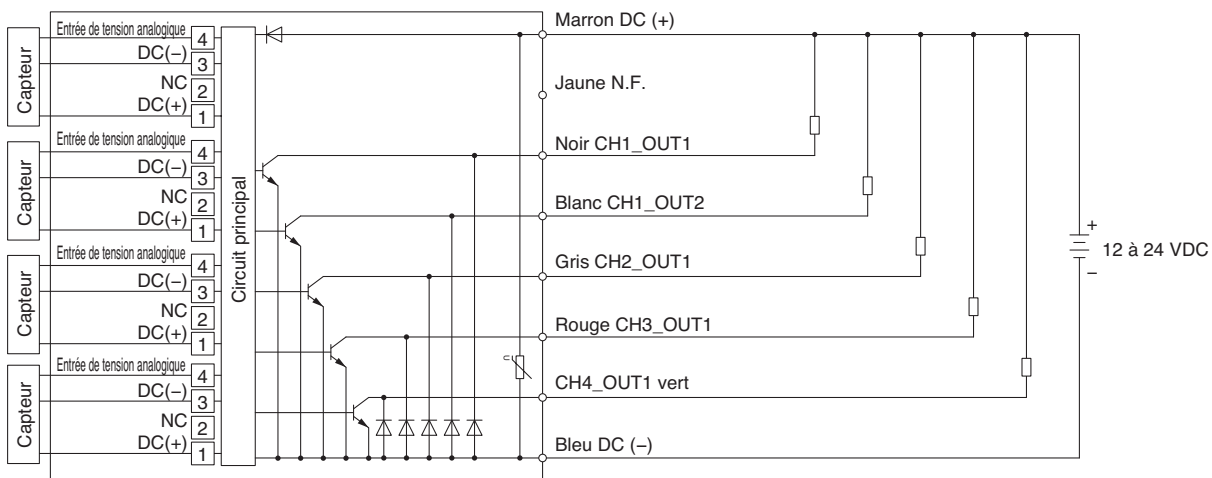 Capteur
Entrée de tension analogique 4
DC(−) 3
NC 2
DC(+) 1
Capteur
Entrée de tension analogique 4
DC(−) 3
NC 2
DC(+) 1
Capteur
Entrée de tension analogique 4
DC(−) 3
NC 2
DC(+) 1
Capteur
Entrée de tension analogique 4
DC(−) 3
NC 2
DC(+) 1
Circuit principal
Marron DC (+)
Jaune N.F.
Noir CH1_OUT1
Blanc CH1_OUT2
Gris CH2_OUT1
Rouge CH3_OUT1
CH4_OUT1 vert
Bleu DC (−)
+
12 à 24 VDC
−